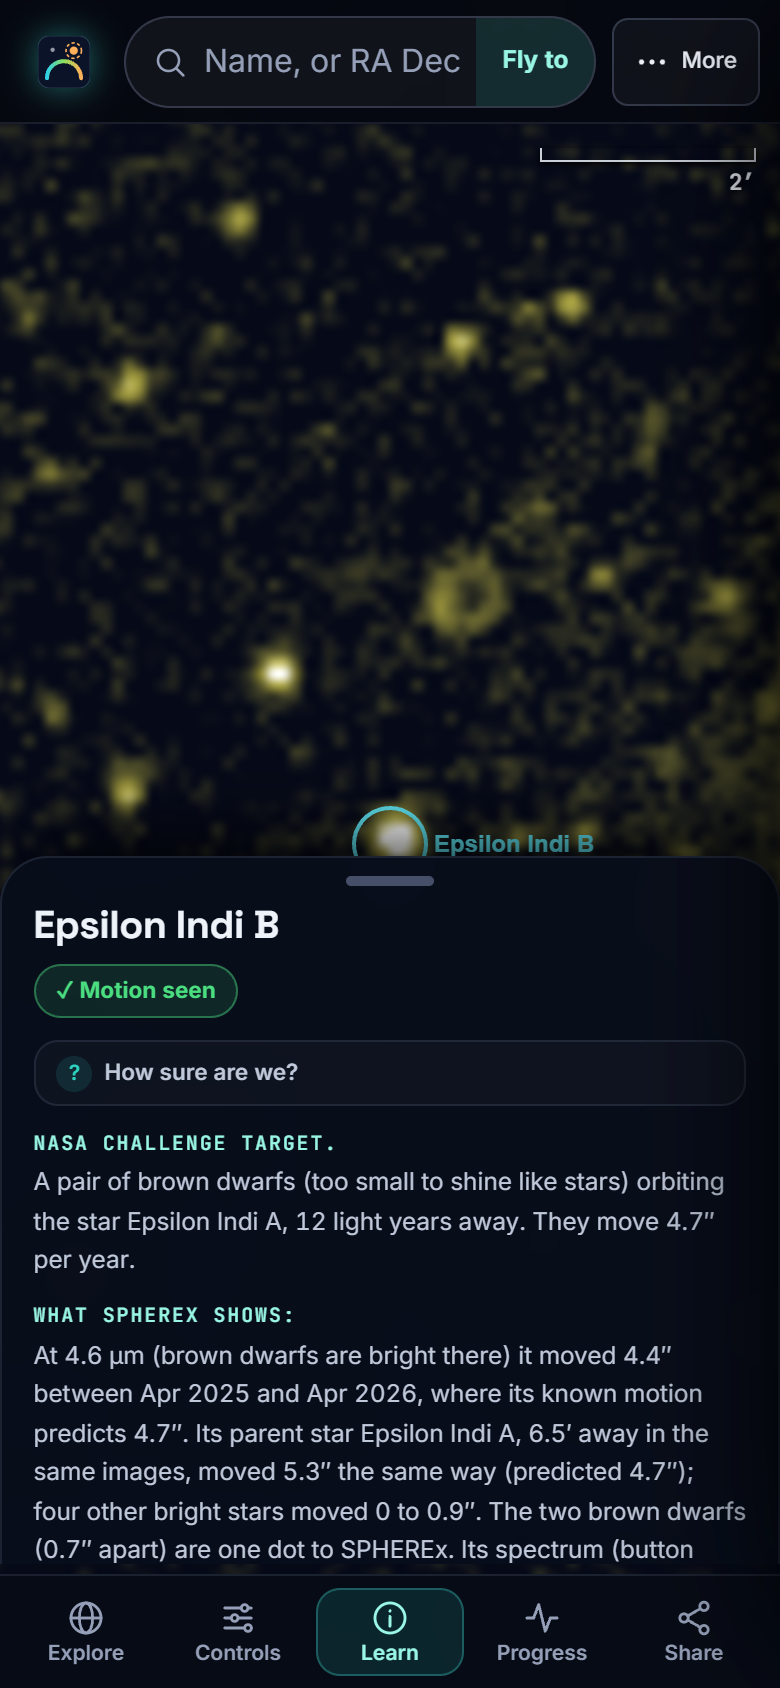 Name, or RA Dec
Fly to
More
2′
Epsilon Indi B
Epsilon Indi B
✓ Motion seen
? How sure are we?
NASA CHALLENGE TARGET.
A pair of brown dwarfs (too small to shine like stars) orbiting
the star Epsilon Indi A, 12 light years away. They move 4.7″
per year.
WHAT SPHEREX SHOWS:
At 4.6 µm (brown dwarfs are bright there) it moved 4.4″
between Apr 2025 and Apr 2026, where its known motion
predicts 4.7″. Its parent star Epsilon Indi A, 6.5′ away in the
same images, moved 5.3″ the same way (predicted 4.7″);
four other bright stars moved 0 to 0.9″. The two brown dwarfs
(0.7″ apart) are one dot to SPHEREx. Its spectrum (button
Explore
Controls
Learn
Progress
Share